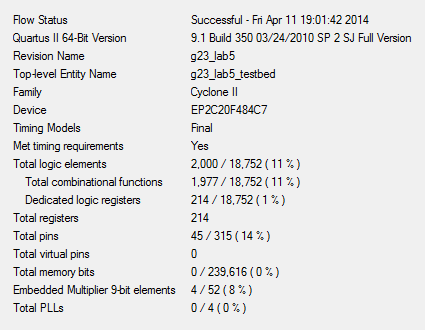 Flow Status Successful - Fri Apr 11 19:01:42 2014
Quartus II 64-Bit Version 9.1 Build 350 03/24/2010 SP 2 SJ Full Version
Revision Name g23_lab5
Top-level Entity Name g23_lab5_testbed
Family Cyclone II
Device EP2C20F484C7
Timing Models Final
Met timing requirements Yes
Total logic elements 2,000 / 18,752 ( 11 % )
Total combinational functions 1,977 / 18,752 ( 11 % )
Dedicated logic registers 214 / 18,752 ( 1 % )
Total registers 214
Total pins 45 / 315 ( 14 % )
Total virtual pins 0
Total memory bits 0 / 239,616 ( 0 % )
Embedded Multiplier 9-bit elements 4 / 52 ( 8 % )
Total PLLs 0 / 4 ( 0 % )